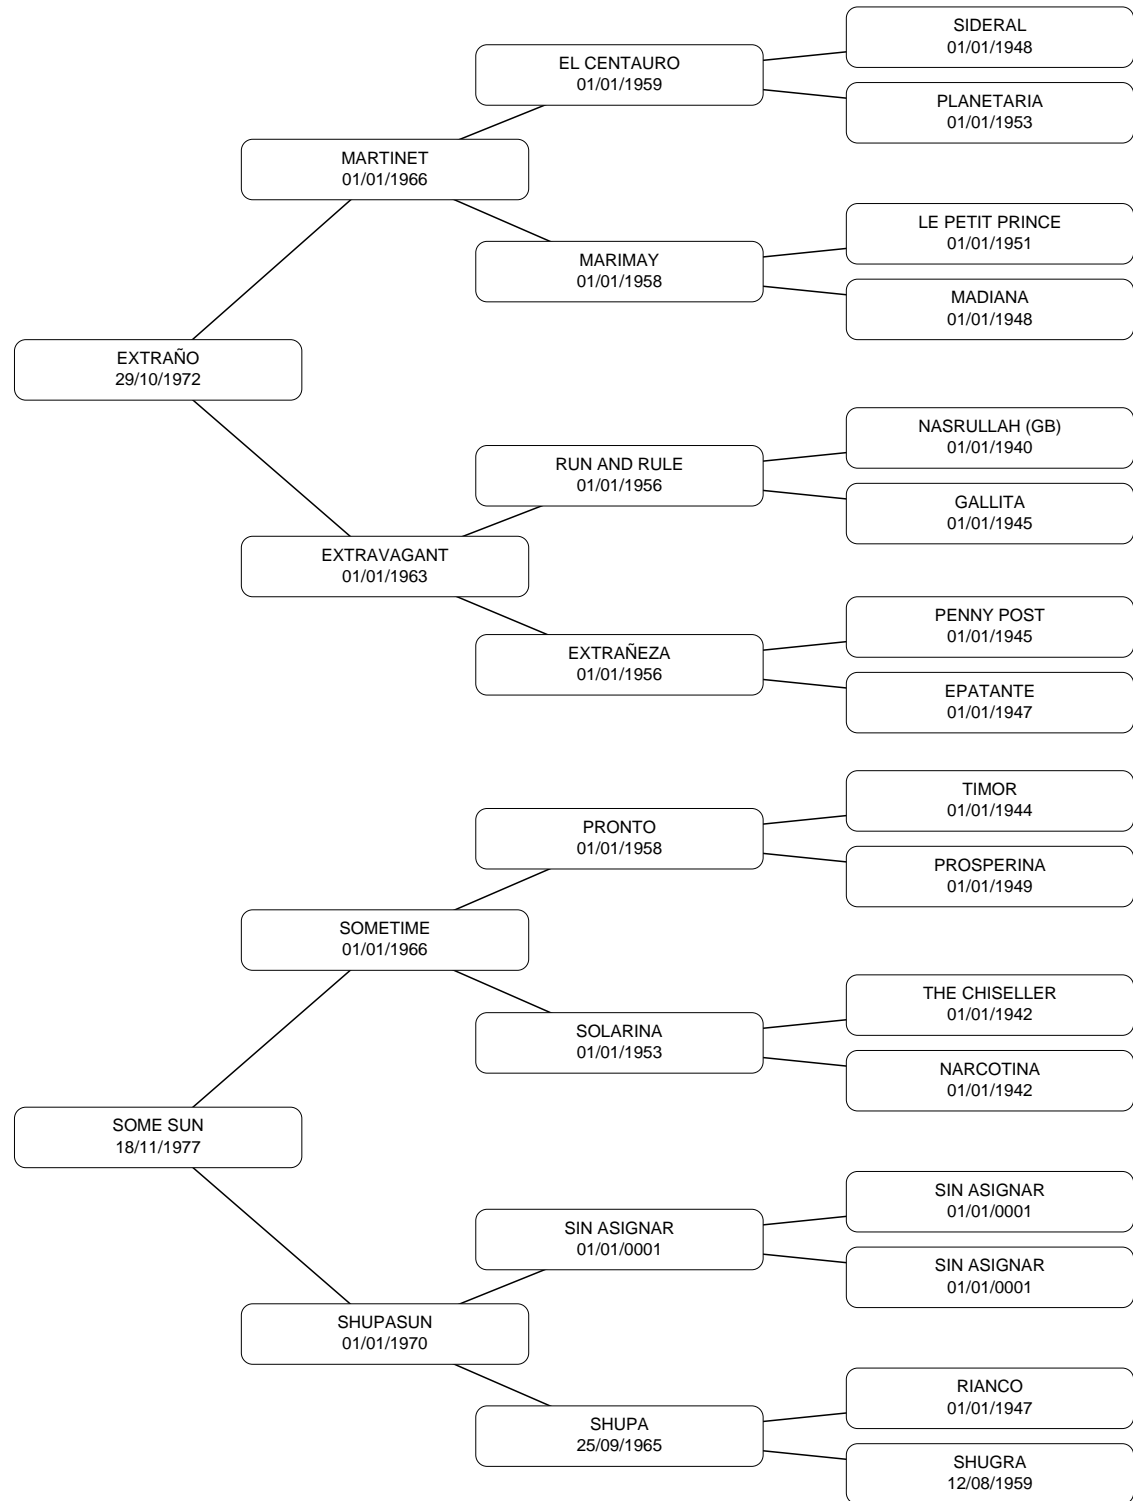 SIDERAL
01/01/1948
EL CENTAURO
01/01/1959
PLANETARIA
01/01/1953
MARTINET
01/01/1966
LE PETIT PRINCE
01/01/1951
MARIMAY
01/01/1958
MADIANA
01/01/1948
EXTRAÑO
29/10/1972
NASRULLAH (GB)
01/01/1940
RUN AND RULE
01/01/1956
GALLITA
01/01/1945
EXTRAVAGANT
01/01/1963
PENNY POST
01/01/1945
EXTRAÑEZA
01/01/1956
EPATANTE
01/01/1947
TIMOR
01/01/1944
PRONTO
01/01/1958
PROSPERINA
01/01/1949
SOMETIME
01/01/1966
THE CHISELLER
01/01/1942
SOLARINA
01/01/1953
NARCOTINA
01/01/1942
SOME SUN
18/11/1977
SIN ASIGNAR
01/01/0001
SIN ASIGNAR
01/01/0001
SIN ASIGNAR
01/01/0001
SHUPASUN
01/01/1970
RIANCO
01/01/1947
SHUPA
25/09/1965
SHUGRA
12/08/1959